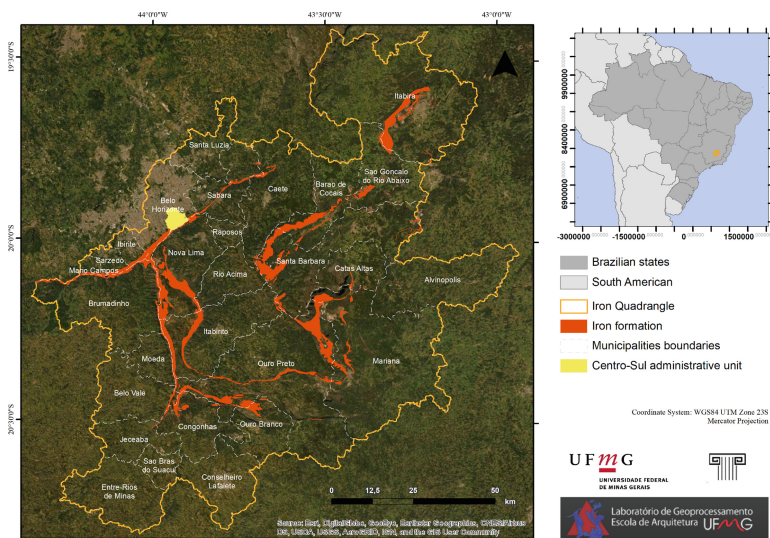 44°0'0"W
43°30'0"W
43°0'0"W
19°30'0"S
20°0'0"S
20°30'0"S
Itabira
Santa Luzia
Sao Goncalo
do Rio Abaixo
Barao de
Cocais
Caete
Sabara
Belo
Horizonte
Raposos
Ibirite
Nova Lima
Sarzedo
Mario Campos
Santa Barbara
Catas Altas
Rio Acima
Alvinopolis
Brumadinho
Itabirito
Moeda
Ouro Preto
Mariana
Belo Vale
Congonhas
Ouro Branco
Jeceaba
Sao Bras
do Suacui
Entre-Rios
de Minas
Conselheiro
Lafaiete
0 12,5 25 50
km
Source: Esri, DigitalGlobe, GeoEye, Earthstar Geographics, CNES/Airbus
DS, USDA, USGS, AeroGRID, IGN, and the GIS User Community
9900000
8400000
6900000
-3000000 -1500000 0 1500000
Brazilian states
South American
Iron Quadrangle
Iron formation
Municipalities boundaries
Centro-Sul administrative unit
Coordinate System: WGS84 UTM Zone 23S
Mercator Projection
UFmG
UNIVERSIDADE FEDERAL
DE MINAS GERAIS
Laboratório de Geoprocessamento
Escola de Arquitetura UFmG